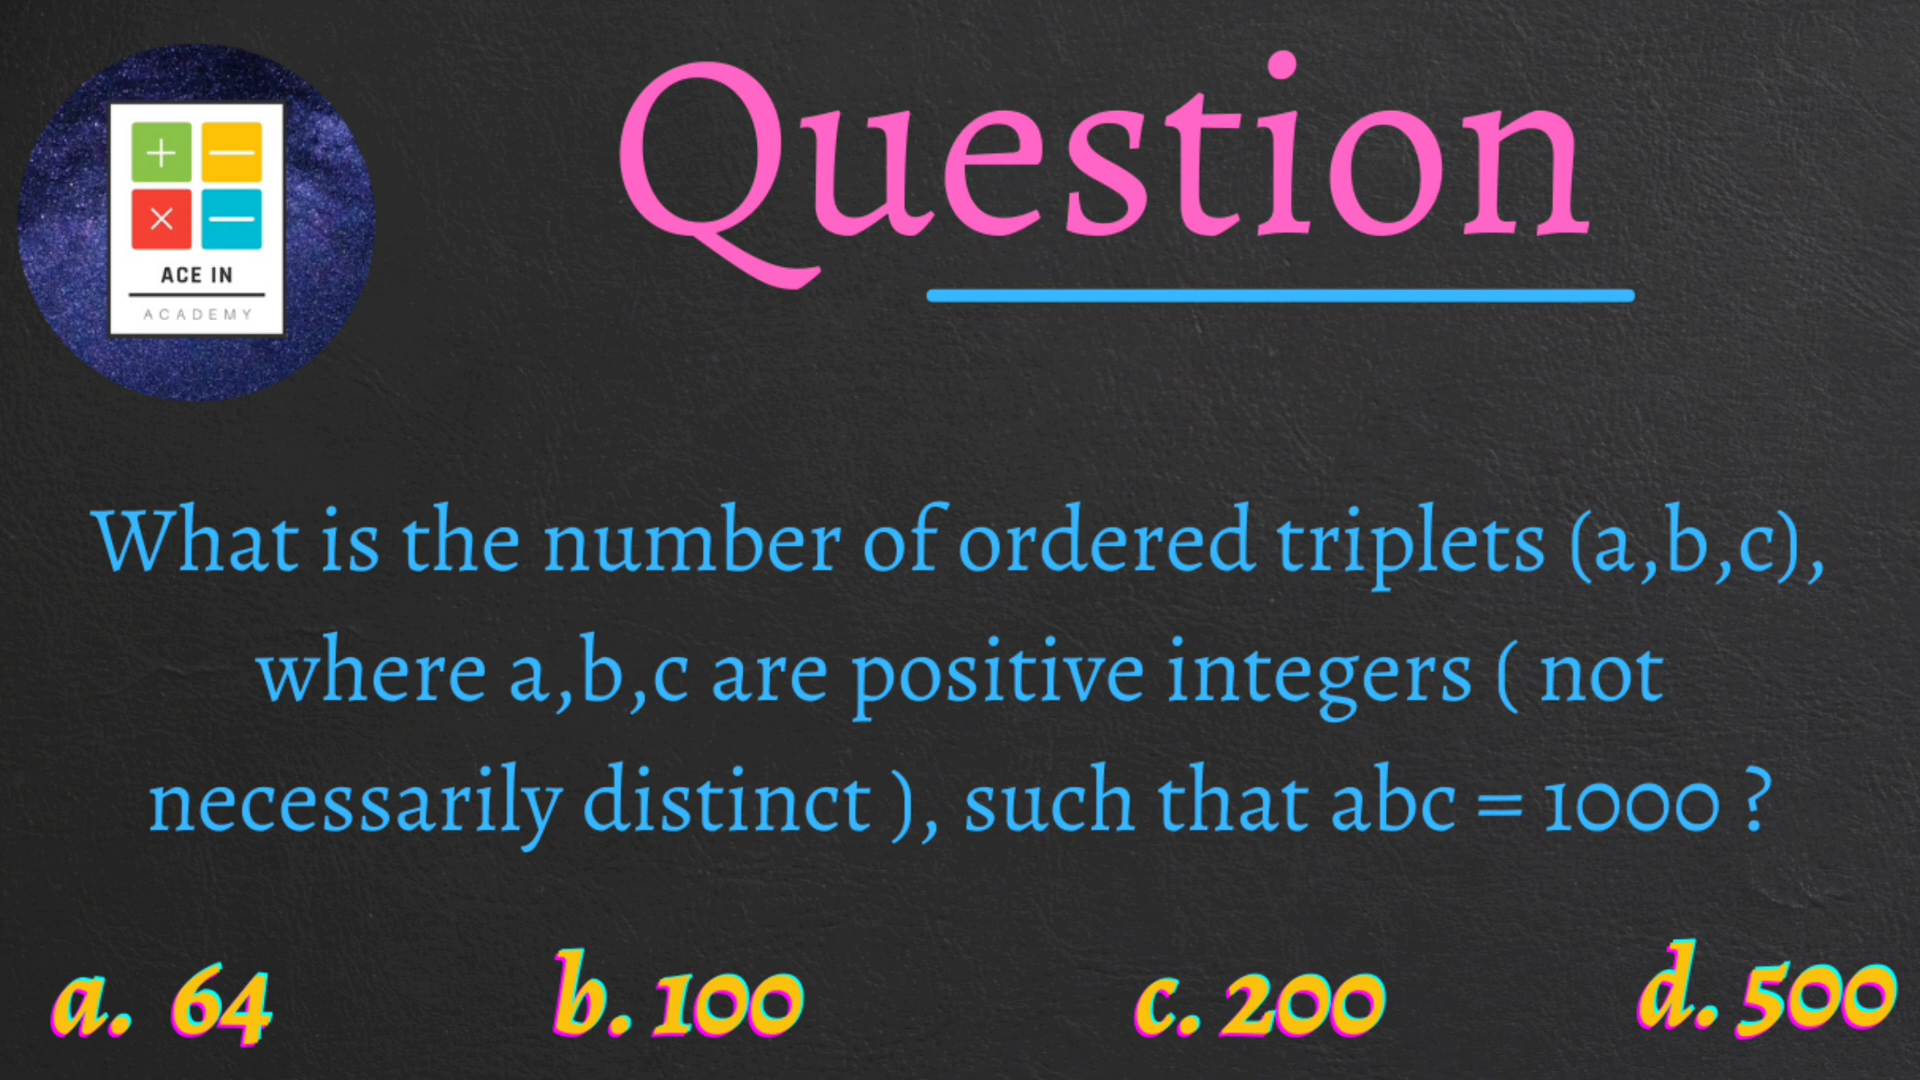 ACE IN
ACADEMY
Question
What is the number of ordered triplets (a,b,c),
where a,b,c are positive integers ( not
necessarily distinct ), such that abc = 1000 ?
a. 64 b. 100 c. 200 d. 500